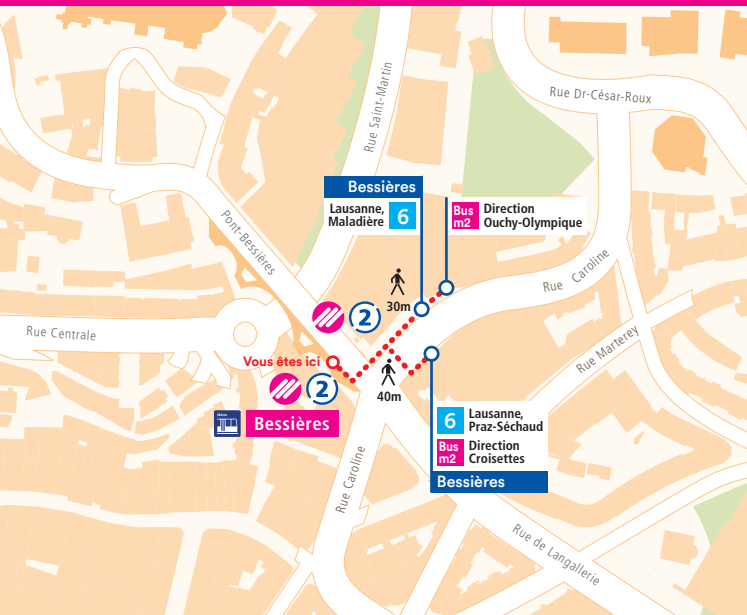 Rue Dr-César-Roux
Rue Saint-Martin
Bessières
Lausanne,
Maladière
6
Bus
m2
Direction
Ouchy-Olympique
Pont-Bessières
30m
2
Rue Caroline
Rue Centrale
Rue Marterey
Vous êtes ici
2
40m
Bessières
6
Lausanne,
Praz-Séchaud
Bus
m2
Direction
Croisettes
Bessières
Rue Caroline
Rue de Langallerie